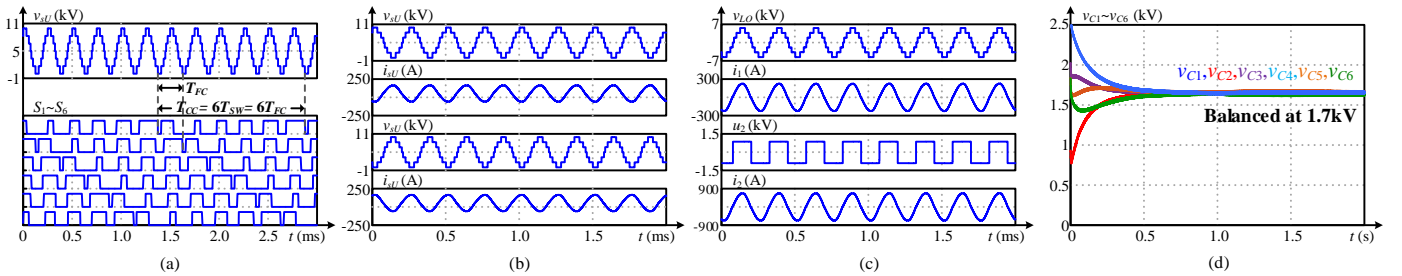 v_sU (kV)
11
5
-1
T_FC
T_CC = 6T_SW = 6T_FC
S_1~S_6
0 0.5 1.0 1.5 2.0 2.5 t (ms)
(a)
v_sU (kV)
11
-1
i_sU (A)
250
-250
v_sU (kV)
11
-1
i_sU (A)
250
-250
0 0.5 1.0 1.5 t (ms)
(b)
v_LO (kV)
7
-7
i_1 (A)
300
-300
u_2 (kV)
1.5
-1.5
i_2 (A)
900
-900
0 0.5 1.0 1.5 t (ms)
(c)
v_C1~v_C6 (kV)
2.5
2
1.5
1
0.5
0
v_C1,v_C2,v_C3,v_C4,v_C5,v_C6
Balanced at 1.7kV
0 0.5 1.0 1.5 t (s)
(d)